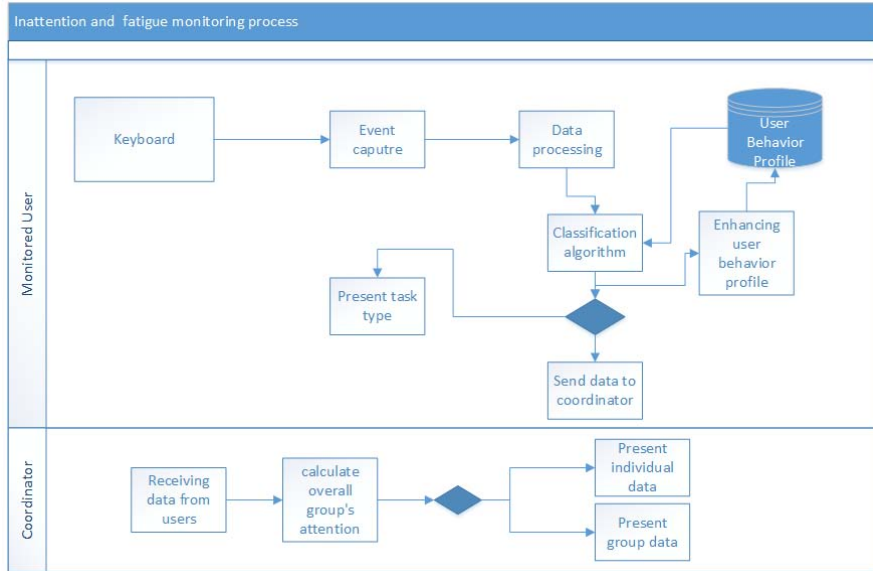 Inattention and fatigue monitoring process
Monitored User
Keyboard
Event
caputre
Data
processing
User
Behavior
Profile
Classification
algorithm
Enhancing
user
behavior
profile
Present task
type
Send data to
coordinator
Coordinator
Receiving
data from
users
calculate
overall
group's
attention
Present
individual
data
Present
group data